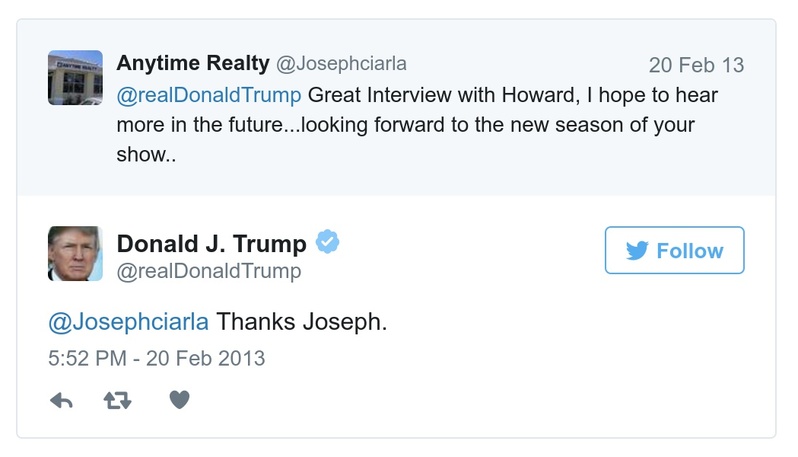 Anytime Realty @Josephciarla 20 Feb 13
@realDonaldTrump Great Interview with Howard, I hope to hear
more in the future...looking forward to the new season of your
show..
Donald J. Trump
Follow
@realDonaldTrump
@Josephciarla Thanks Joseph.
5:52 PM - 20 Feb 2013